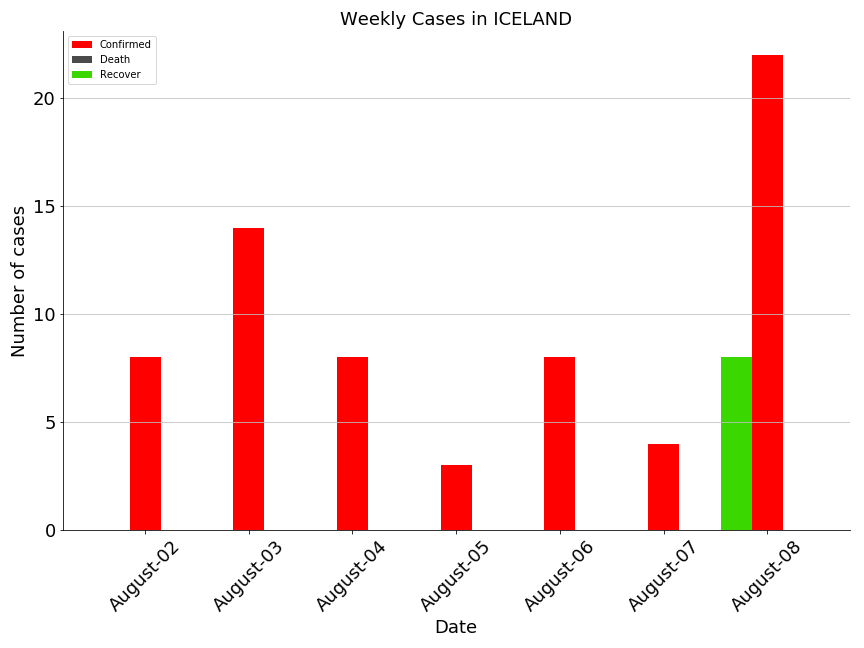 Weekly Cases in ICELAND
Confirmed
Death
Recover
Number of cases
20
15
10
5
0
August-02
August-03
August-04
August-05
August-06
August-07
August-08
Date